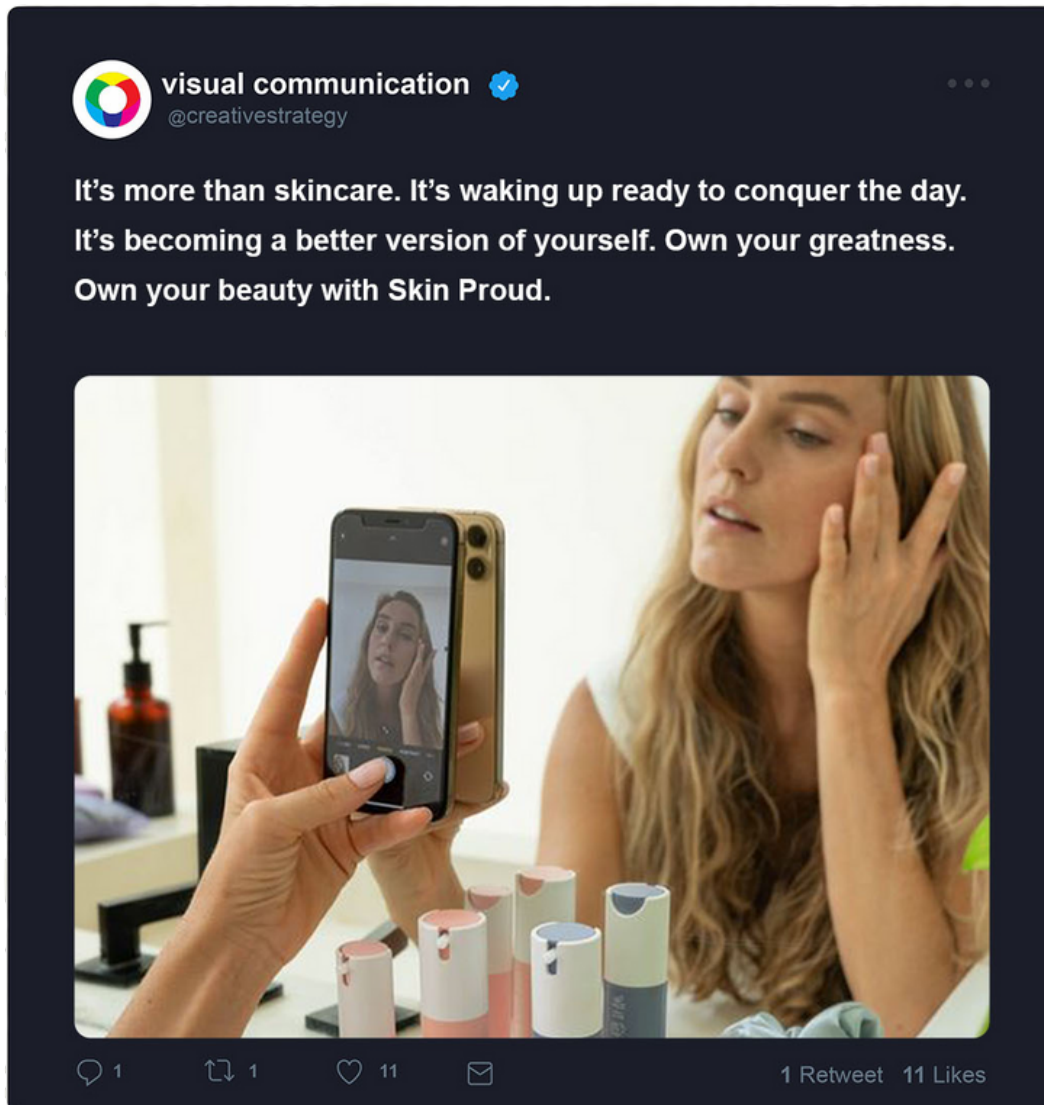 visual communication
@creativestrategy
It’s more than skincare. It’s waking up ready to conquer the day.
It’s becoming a better version of yourself. Own your greatness.
Own your beauty with Skin Proud.
1 1 11 1 Retweet 11 Likes